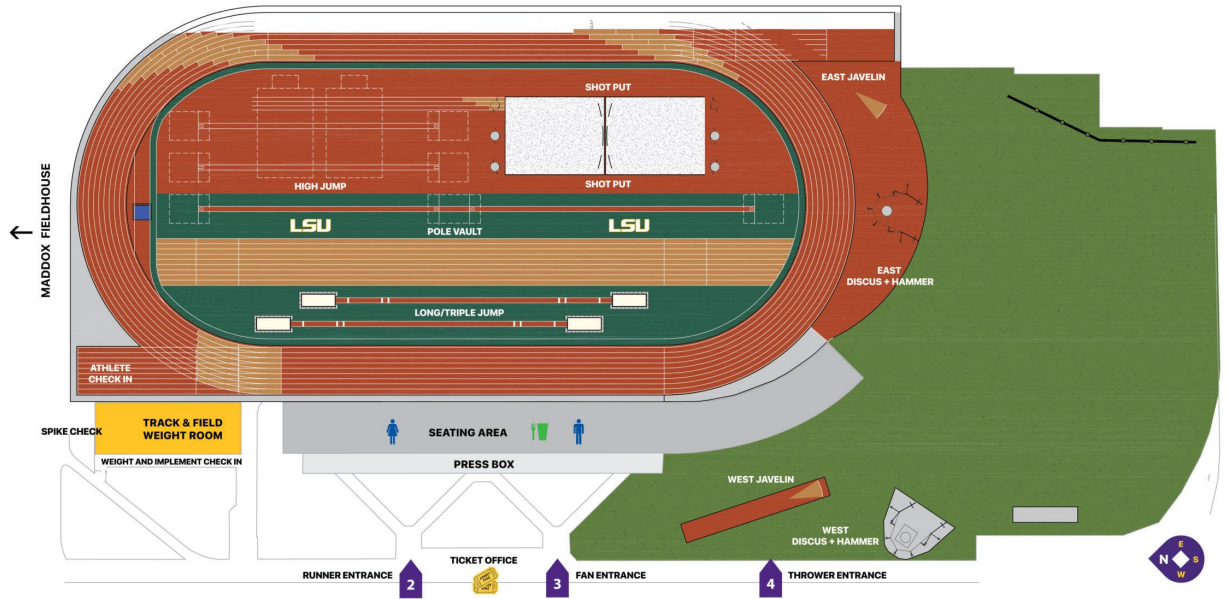 EAST JAVELIN
SHOT PUT
SHOT PUT
HIGH JUMP
MADDOX FIELDHOUSE
LSU
LSU
POLE VAULT
EAST
DISCUS + HAMMER
LONG/TRIPLE JUMP
ATHLETE
CHECK IN
SPIKE CHECK
TRACK & FIELD
WEIGHT ROOM
SEATING AREA
WEIGHT AND IMPLEMENT CHECK IN
PRESS BOX
WEST JAVELIN
WEST
DISCUS + HAMMER
TICKET OFFICE
RUNNER ENTRANCE
2
3
FAN ENTRANCE
4
THROWER ENTRANCE
E
N S
W